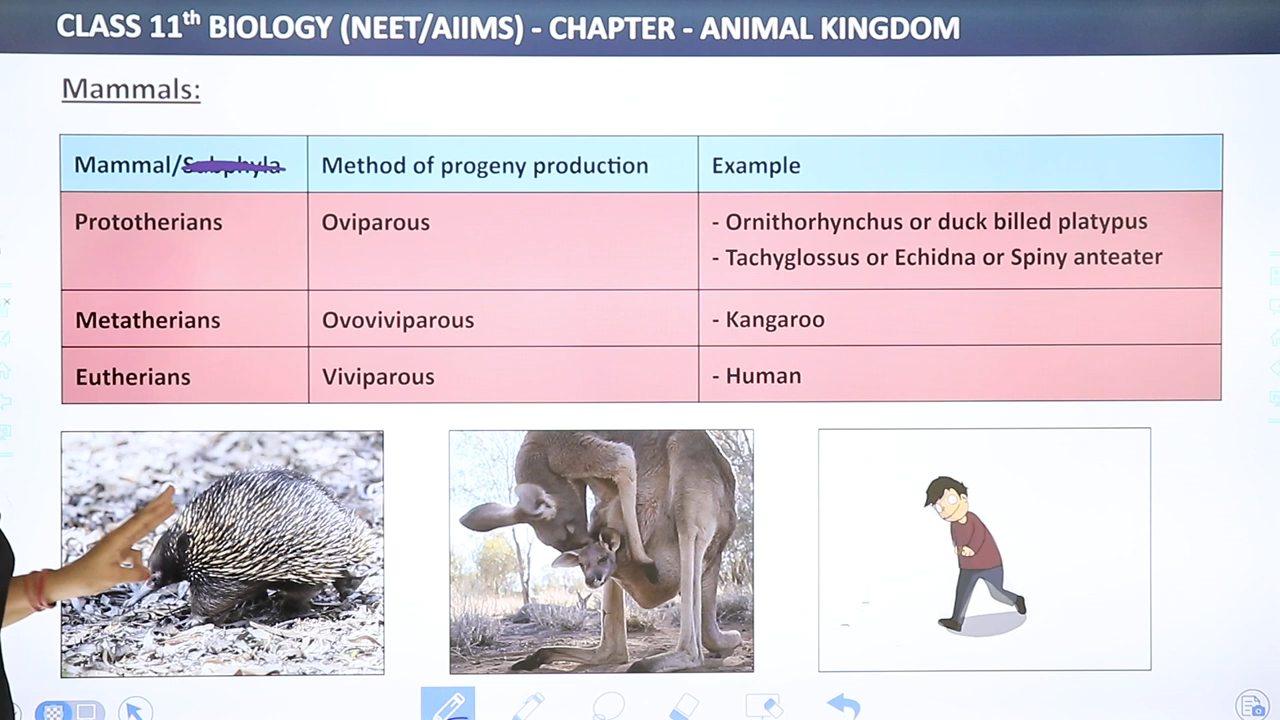 CLASS 11th BIOLOGY (NEET/AIIMS) - CHAPTER - ANIMAL KINGDOM
Mammals:
Mammal/Subphyla
Method of progeny production
Example
Prototherians
Oviparous
- Ornithorhynchus or duck billed platypus
- Tachyglossus or Echidna or Spiny anteater
Metatherians
Ovoviviparous
- Kangaroo
Eutherians
Viviparous
- Human